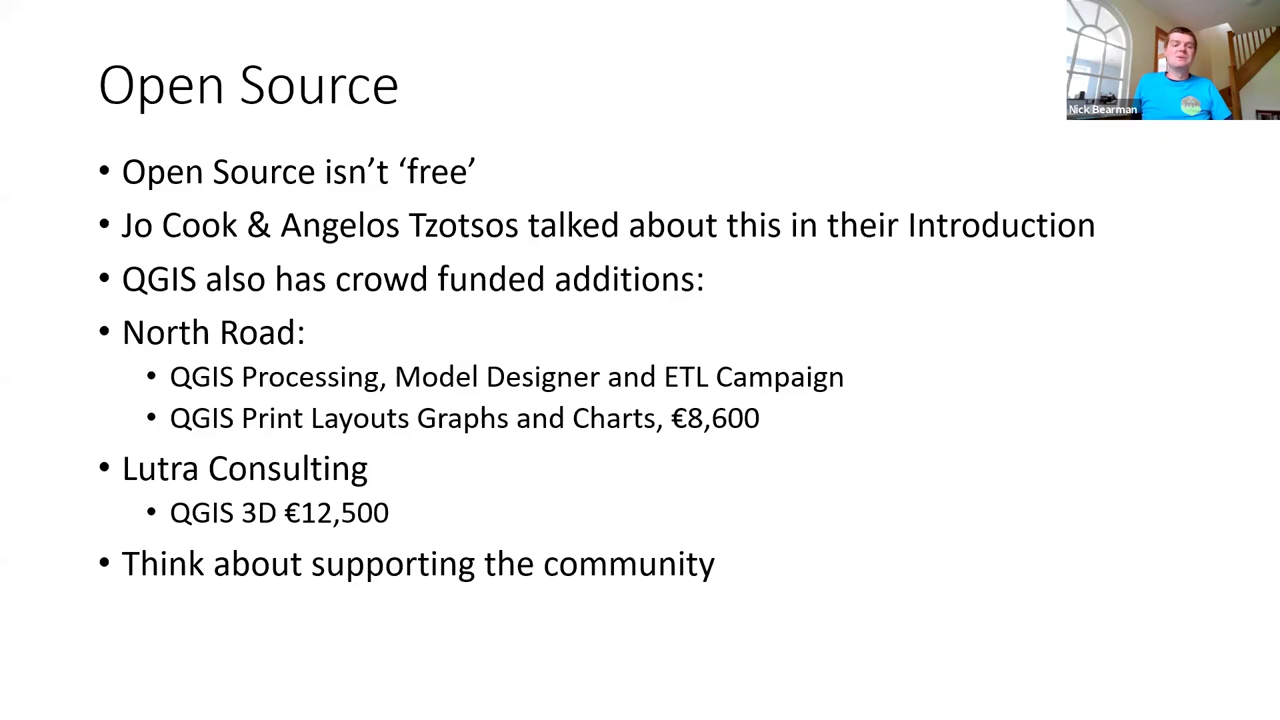 Open Source
Nick Bearman
• Open Source isn’t ‘free’
• Jo Cook & Angelos Tzotsos talked about this in their Introduction
• QGIS also has crowd funded additions:
• North Road:
• QGIS Processing, Model Designer and ETL Campaign
• QGIS Print Layouts Graphs and Charts, €8,600
• Lutra Consulting
• QGIS 3D €12,500
• Think about supporting the community